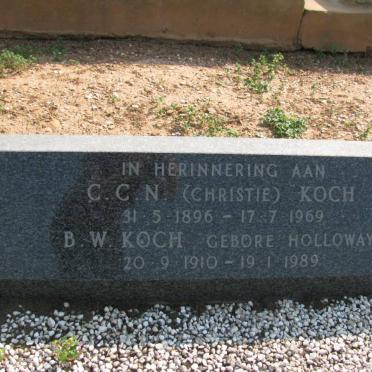 IN HERINNERING AAN
C. C. N. (CHRISTIE) KOCH
31·5·1896 - 17·7·1969
B. W. KOCH GEBORE HOLLOWAY
20·9·1910 - 19·1·1989